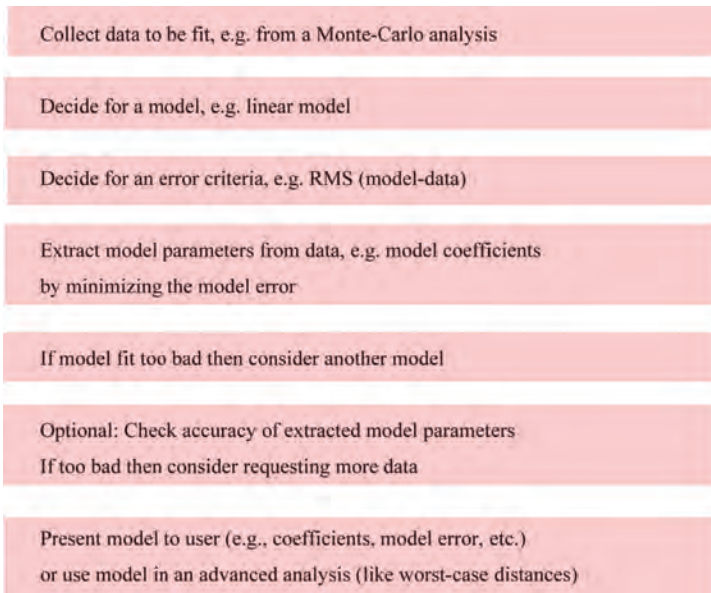 Collect data to be fit, e.g. from a Monte-Carlo analysis
Decide for a model, e.g. linear model
Decide for an error criteria, e.g. RMS (model-data)
Extract model parameters from data, e.g. model coefficients
by minimizing the model error
If model fit too bad then consider another model
Optional: Check accuracy of extracted model parameters
If too bad then consider requesting more data
Present model to user (e.g., coefficients, model error, etc.)
or use model in an advanced analysis (like worst-case distances)